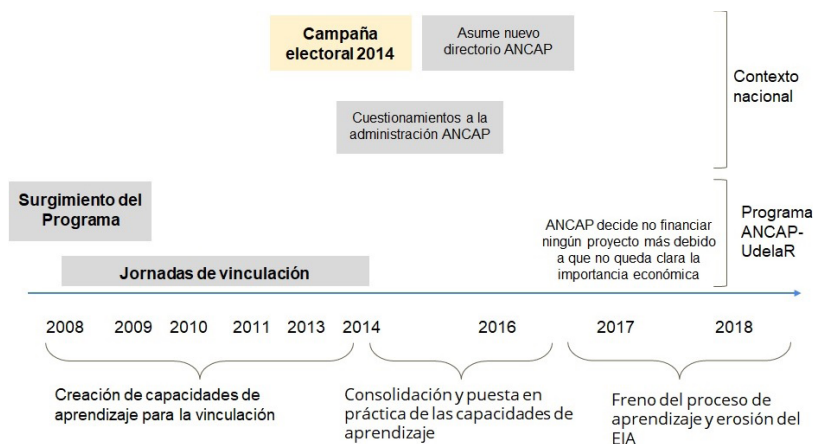 Campaña
electoral 2014
Asume nuevo
directorio ANCAP
Contexto
nacional
Cuestionamientos a la
administración ANCAP
Surgimiento del
Programa
ANCAP decide no financiar
ningún proyecto más debido
a que no queda clara la
importancia económica
Programa
ANCAP-
UdelaR
Jornadas de vinculación
2008 2009 2010 2011 2013 2014 2016 2017 2018
Creación de capacidades de
aprendizaje para la vinculación
Consolidación y puesta en
práctica de las capacidades de
aprendizaje
Freno del proceso de
aprendizaje y erosión del
EIA